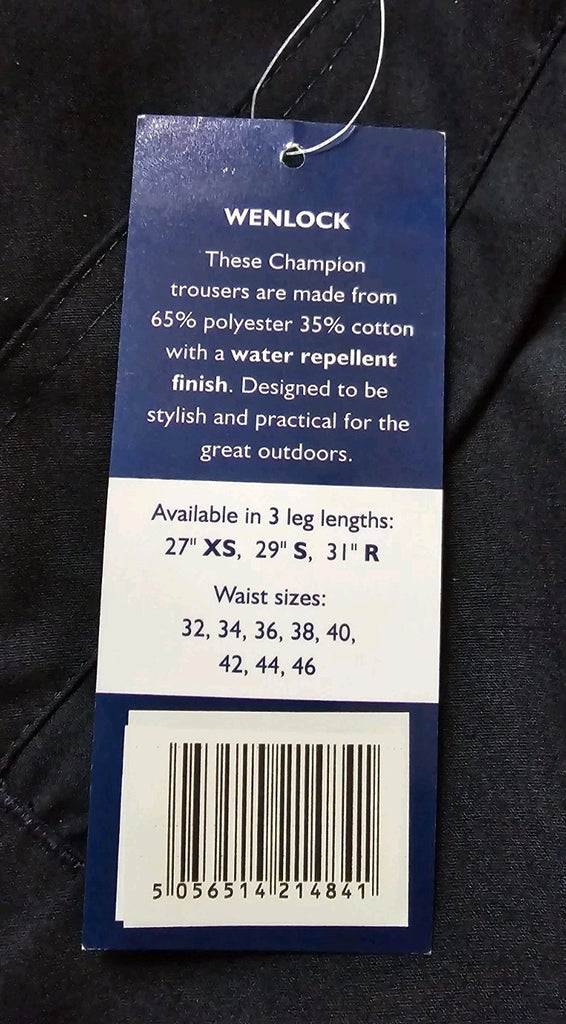 WENLOCK
These Champion
trousers are made from
65% polyester 35% cotton
with a water repellent
finish. Designed to be
stylish and practical for the
great outdoors.
Available in 3 leg lengths:
27" XS, 29" S, 31" R
Waist sizes:
32, 34, 36, 38, 40,
42, 44, 46
5 056514 214841